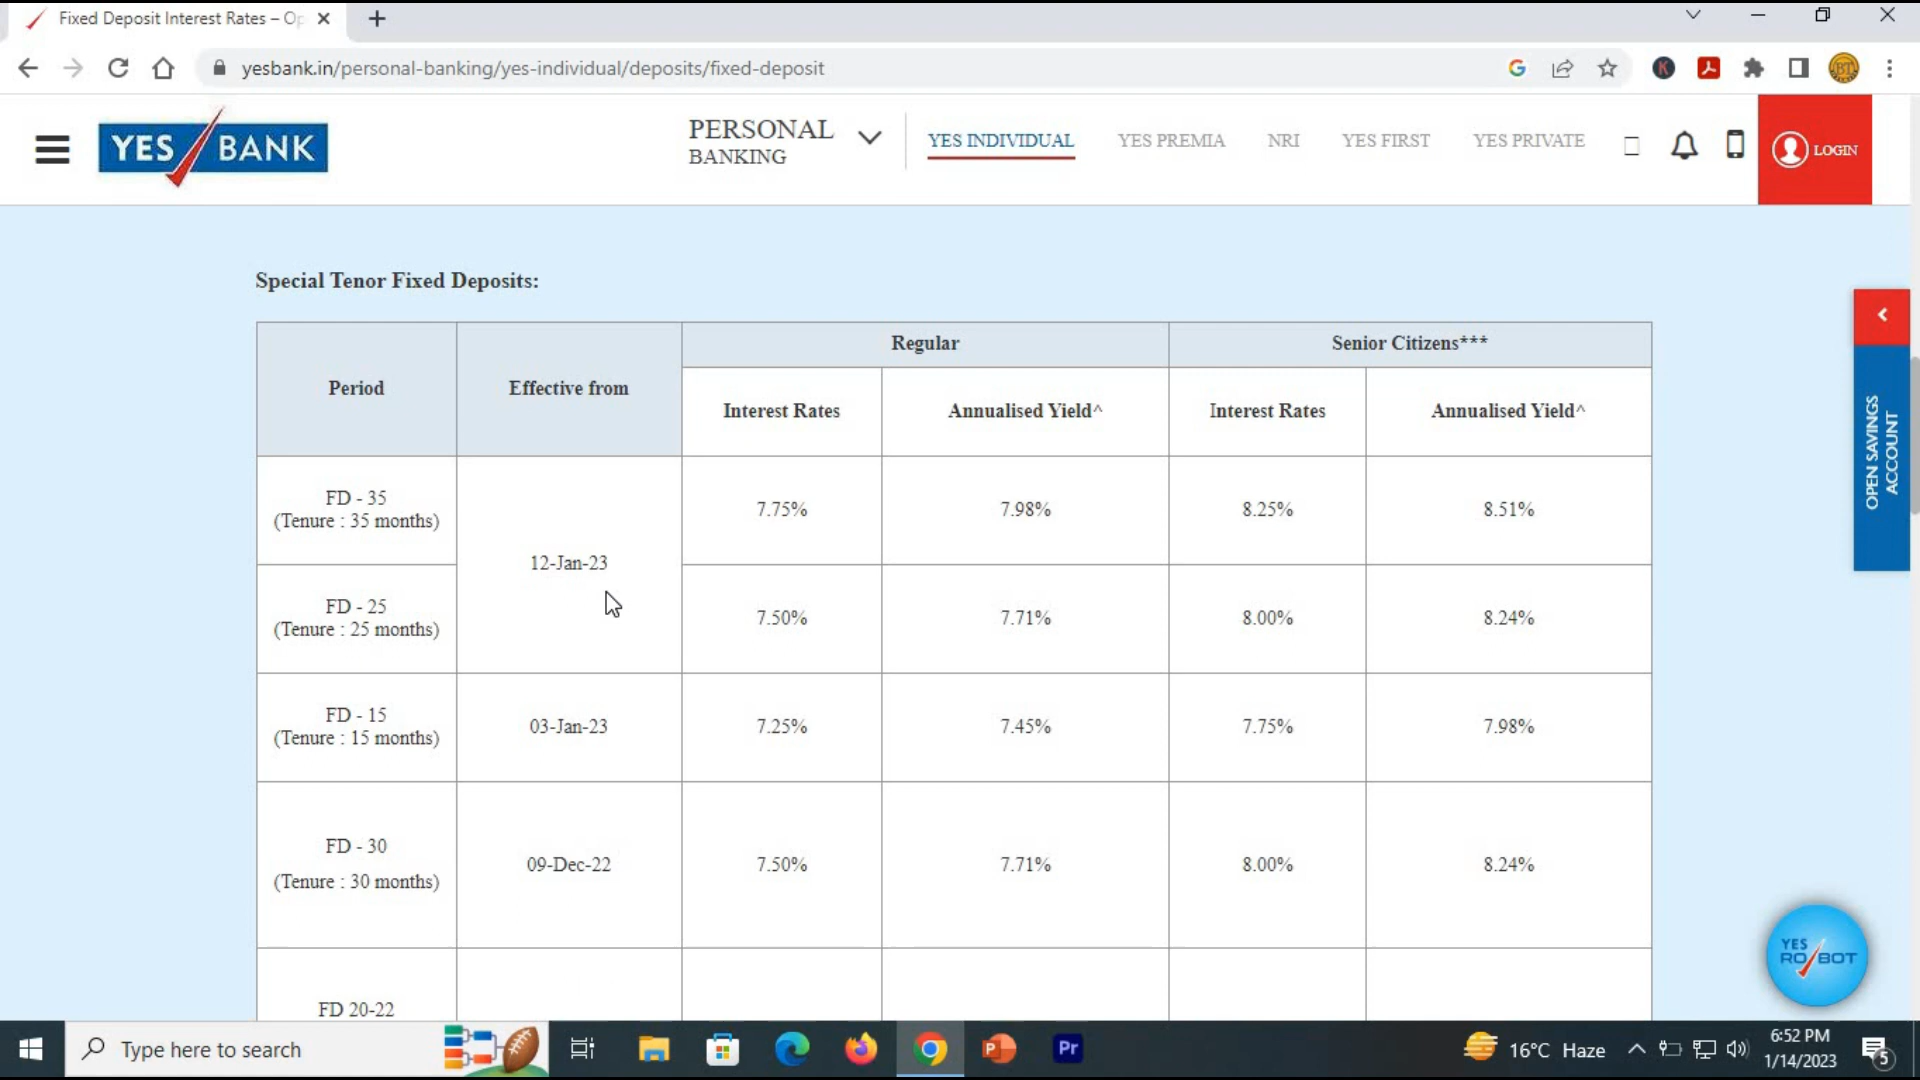 Fixed Deposit Interest Rates – Op
yesbank.in/personal-banking/yes-individual/deposits/fixed-deposit
YES BANK
PERSONAL
BANKING
YES INDIVIDUAL
YES PREMIA
NRI
YES FIRST
YES PRIVATE
LOGIN
Special Tenor Fixed Deposits:
Period
Effective from
Regular
Senior Citizens***
Interest Rates
Annualised Yield^
Interest Rates
Annualised Yield^
FD - 35
(Tenure : 35 months)
12-Jan-23
7.75%
7.98%
8.25%
8.51%
FD - 25
(Tenure : 25 months)
7.50%
7.71%
8.00%
8.24%
FD - 15
(Tenure : 15 months)
03-Jan-23
7.25%
7.45%
7.75%
7.98%
FD - 30
(Tenure : 30 months)
09-Dec-22
7.50%
7.71%
8.00%
8.24%
FD 20-22
OPEN SAVINGS
ACCOUNT
YES
RO/BOT
Type here to search
P
Pr
16°C Haze
6:52 PM
1/14/2023
5